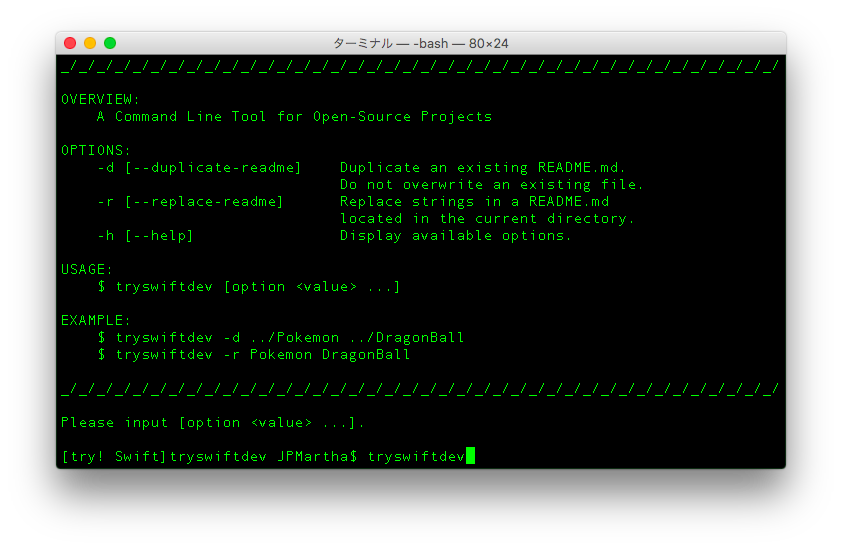 ターミナル — -bash — 80×24
_/_/_/_/_/_/_/_/_/_/_/_/_/_/_/_/_/_/_/_/_/_/_/_/_/_/_/_/_/_/_/_/_/_/_/_/_/_/_/_/
OVERVIEW:
    A Command Line Tool for Open-Source Projects
OPTIONS:
    -d [--duplicate-readme]    Duplicate an existing README.md.
                               Do not overwrite an existing file.
    -r [--replace-readme]      Replace strings in a README.md
                               located in the current directory.
    -h [--help]                Display available options.
USAGE:
    $ tryswiftdev [option <value> ...]
EXAMPLE:
    $ tryswiftdev -d ../Pokemon ../DragonBall
    $ tryswiftdev -r Pokemon DragonBall
_/_/_/_/_/_/_/_/_/_/_/_/_/_/_/_/_/_/_/_/_/_/_/_/_/_/_/_/_/_/_/_/_/_/_/_/_/_/_/_/
Please input [option <value> ...].
[try! Swift]tryswiftdev JPMartha$ tryswiftdev